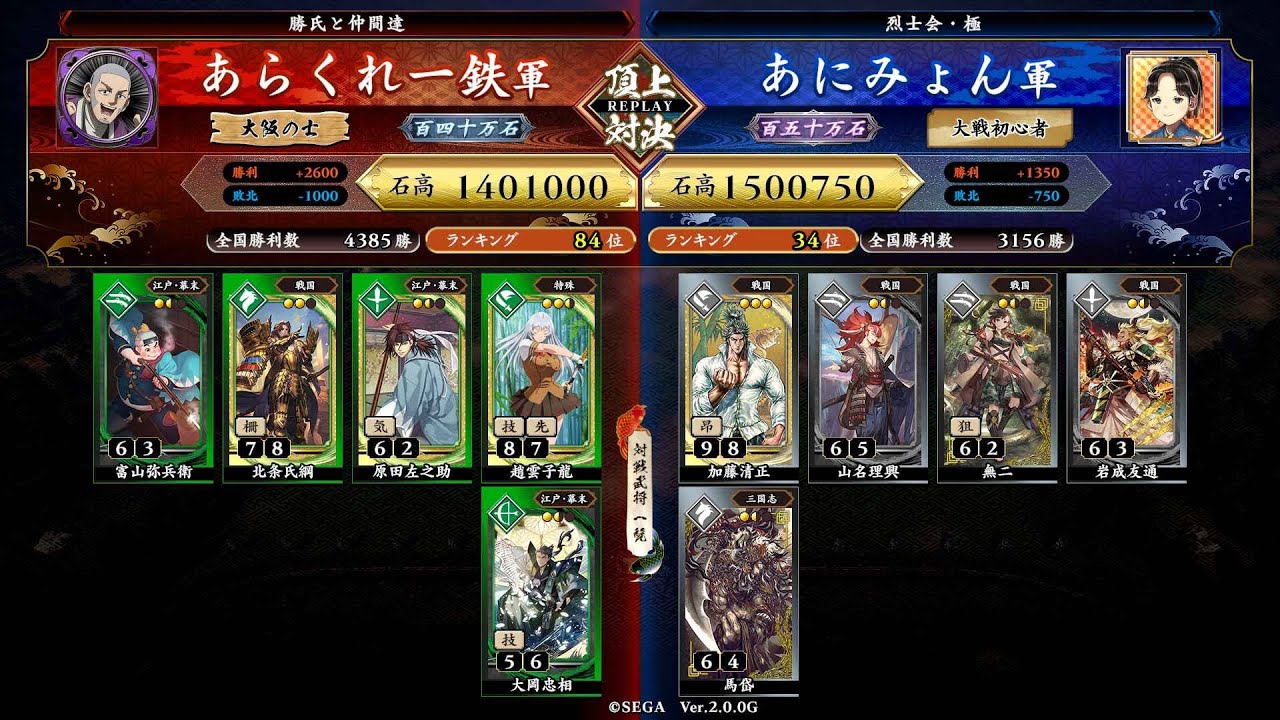 勝氏と仲間達
烈士会・極
あらくれ一鉄軍
頂上
REPLAY
対決
あにみょん軍
大阪の士
百四十万石
百五十万石
大戦初心者
勝利 +2600
敗北 -1000
石高 1401000
石高 1500750
勝利 +1350
敗北 -750
全国勝利数 4385勝
ランキング 84位
ランキング 34位
全国勝利数 3156勝
江戸・幕末
戦国
江戸・幕末
特殊
戦国
戦国
戦国
戦国
柵
気
技 先
昂
狙
6 3
7 8
6 2
8 7
9 8
6 5
6 2
6 3
富山弥兵衛
北条氏綱
原田左之助
趙雲子龍
加藤清正
山名理興
無二
岩成友通
対戦武将一覧
江戸・幕末
三国志
技
5 6
6 4
大岡忠相
馬岱
©SEGA Ver.2.0.0G